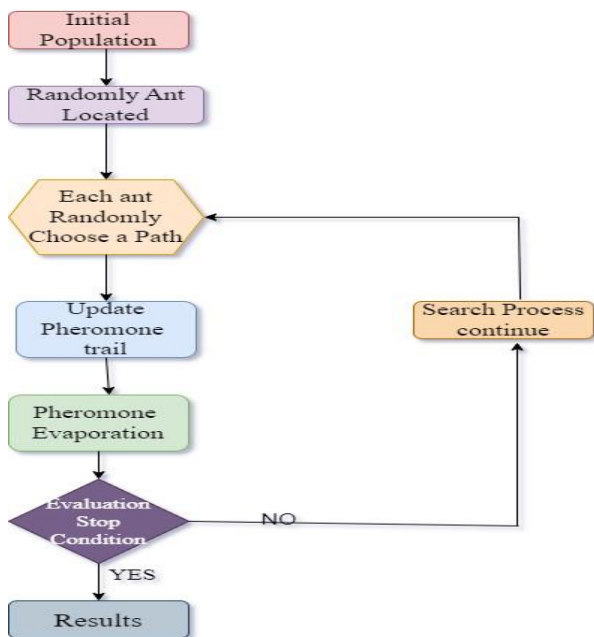 Initial
Population
Randomly Ant
Located
Each ant
Randomly
Choose a Path
Update
Pheromone
trail
Search Process
continue
Pheromone
Evaporation
Evaluation
Stop
Condition
NO
YES
Results